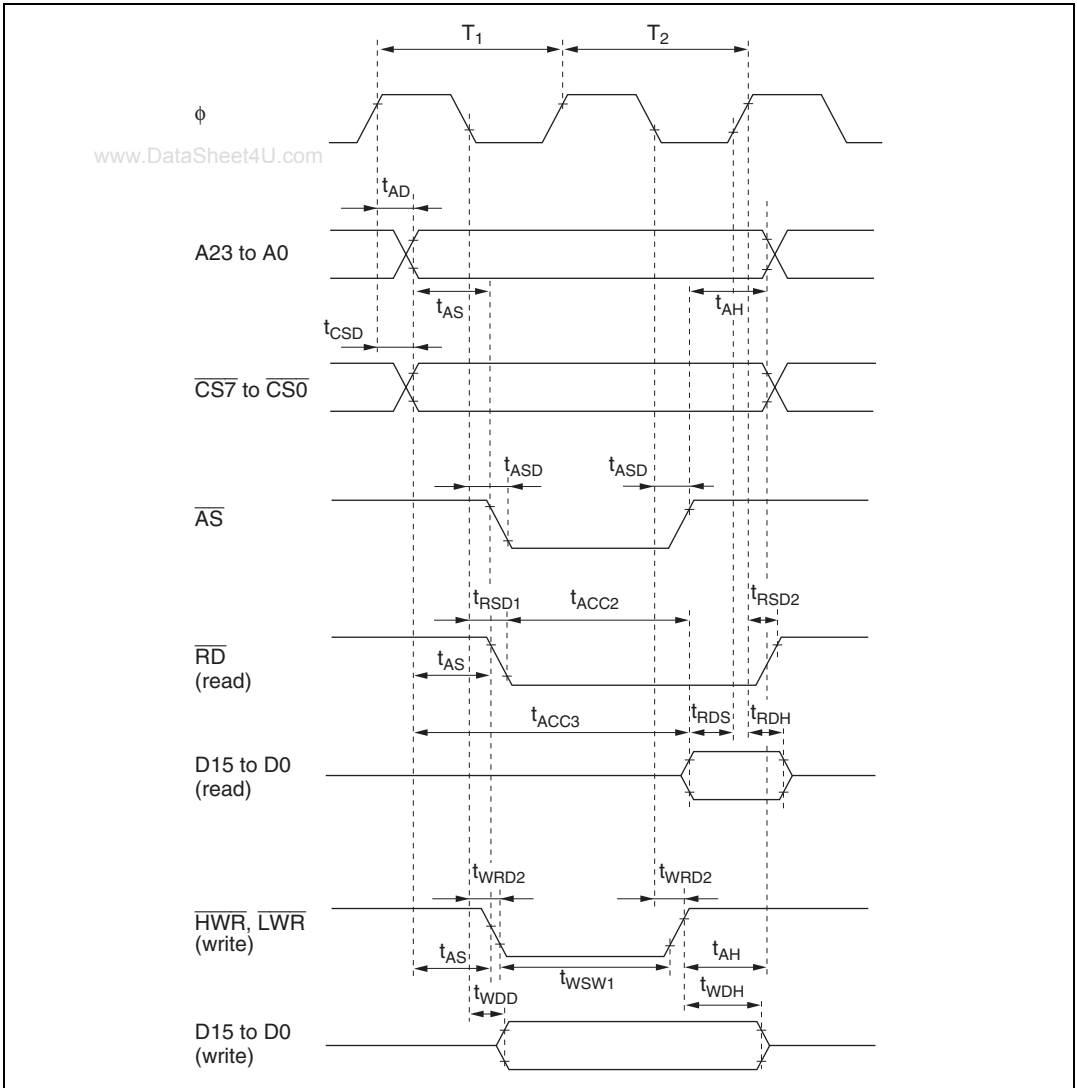 T1
T2
φ
www.DataSheet4U.com
tAD
A23 to A0
tAS
tAH
tCSD
CS7 to CS0
tASD
tASD
AS
tRSD1
tACC2
tRSD2
RD
(read)
tAS
tACC3
tRDS
tRDH
D15 to D0
(read)
tWRD2
tWRD2
HWR, LWR
(write)
tAS
tWSW1
tAH
tWDD
tWDH
D15 to D0
(write)